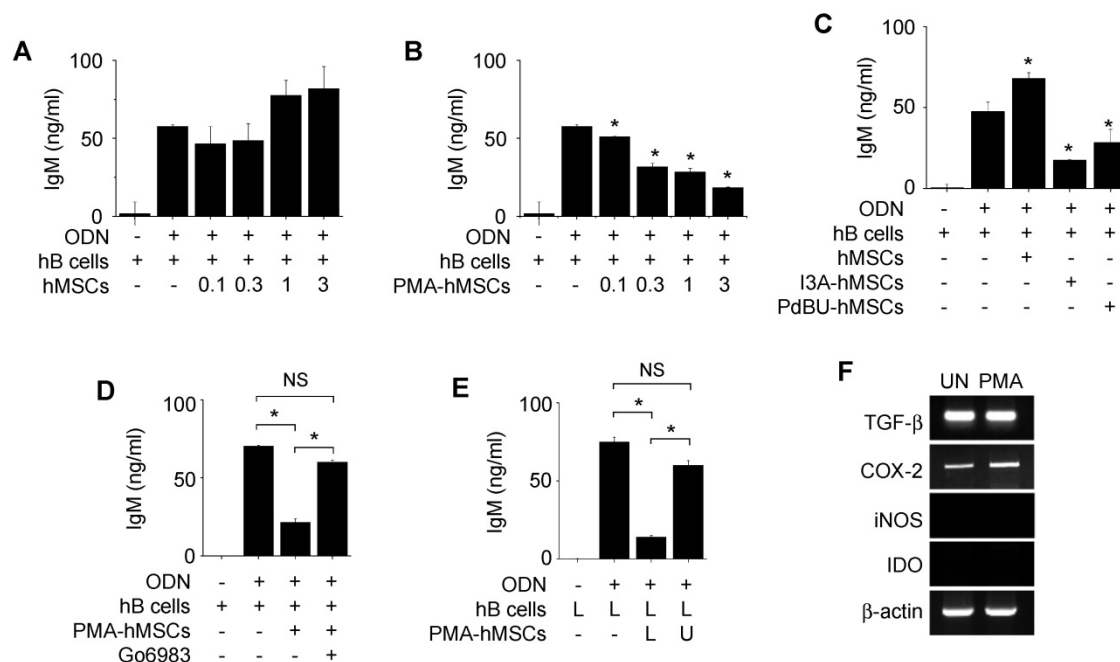 A
100
50
0
IgM (ng/ml)
ODN - + + + + +
hB cells + + + + + +
hMSCs - - 0.1 0.3 1 3
B
100
50
0
IgM (ng/ml)
* * * *
ODN - + + + + +
hB cells + + + + + +
PMA-hMSCs - - 0.1 0.3 1 3
C
100
50
0
IgM (ng/ml)
* * *
ODN - + + + +
hB cells + + + + +
hMSCs - - + - -
I3A-hMSCs - - - + -
PdBU-hMSCs - - - - +
D
NS
* *
100
50
0
IgM (ng/ml)
ODN - + + +
hB cells + + + +
PMA-hMSCs - - + +
Go6983 - - - +
E
NS
* *
100
50
0
IgM (ng/ml)
ODN - + + +
hB cells L L L L
PMA-hMSCs - - L U
F
UN PMA
TGF-β
COX-2
iNOS
IDO
β-actin